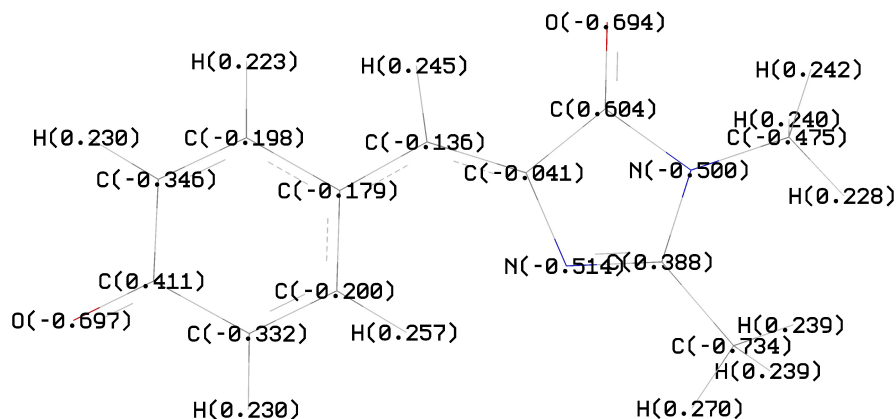 O(-0.694)
H(0.223)
H(0.245)
H(0.242)
C(0.604)
H(0.240)
H(0.230)
C(-0.198)
C(-0.136)
C(-0.475)
C(-0.346)
C(-0.179)
C(-0.041)
N(-0.500)
H(0.228)
C(0.411)
N(-0.514)
C(0.388)
C(-0.200)
O(-0.697)
C(-0.332)
H(0.257)
H(0.239)
C(-0.734)
H(0.239)
H(0.230)
H(0.270)